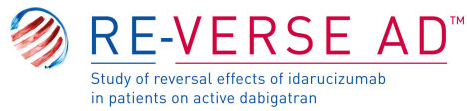 RE-VERSE AD™
Study of reversal effects of idarucizumab
in patients on active dabigatran